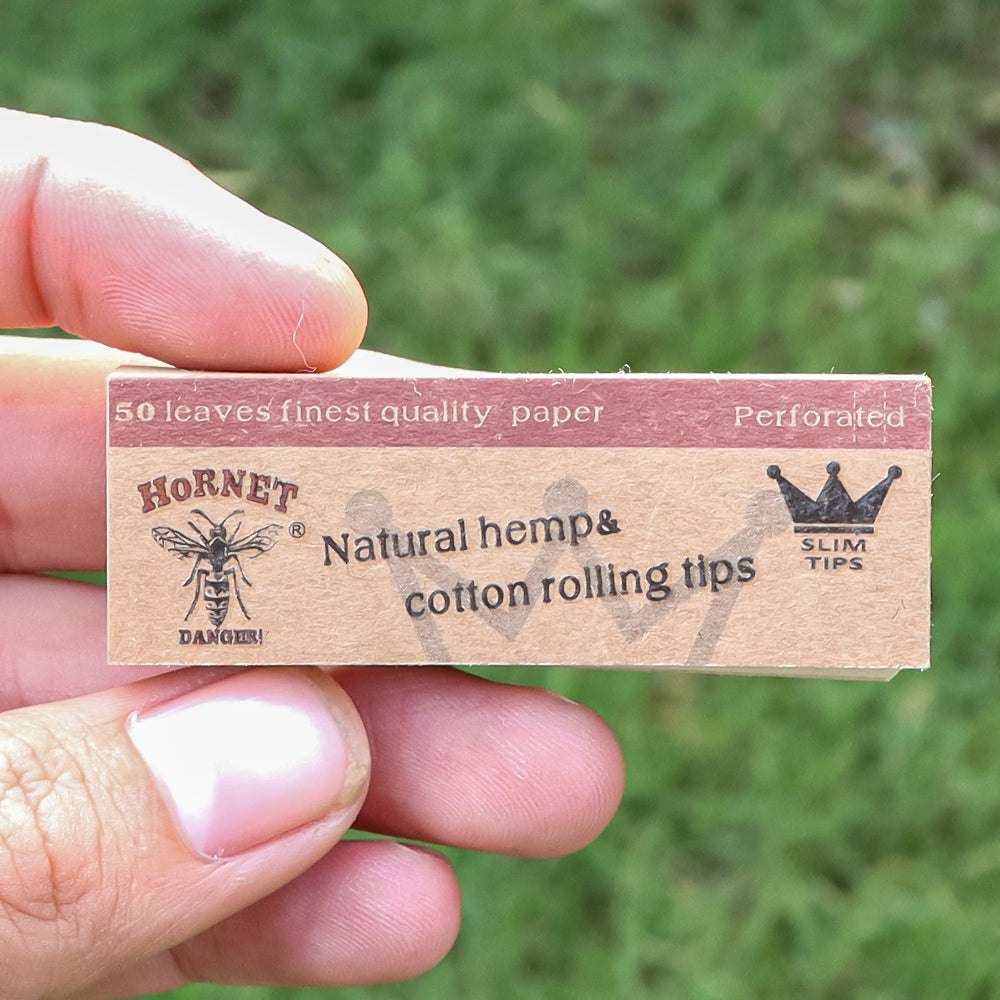 50 leaves finest quality paper
Perforated
HORNET
®
DANGER!
Natural hemp&
cotton rolling tips
SLIM
TIPS